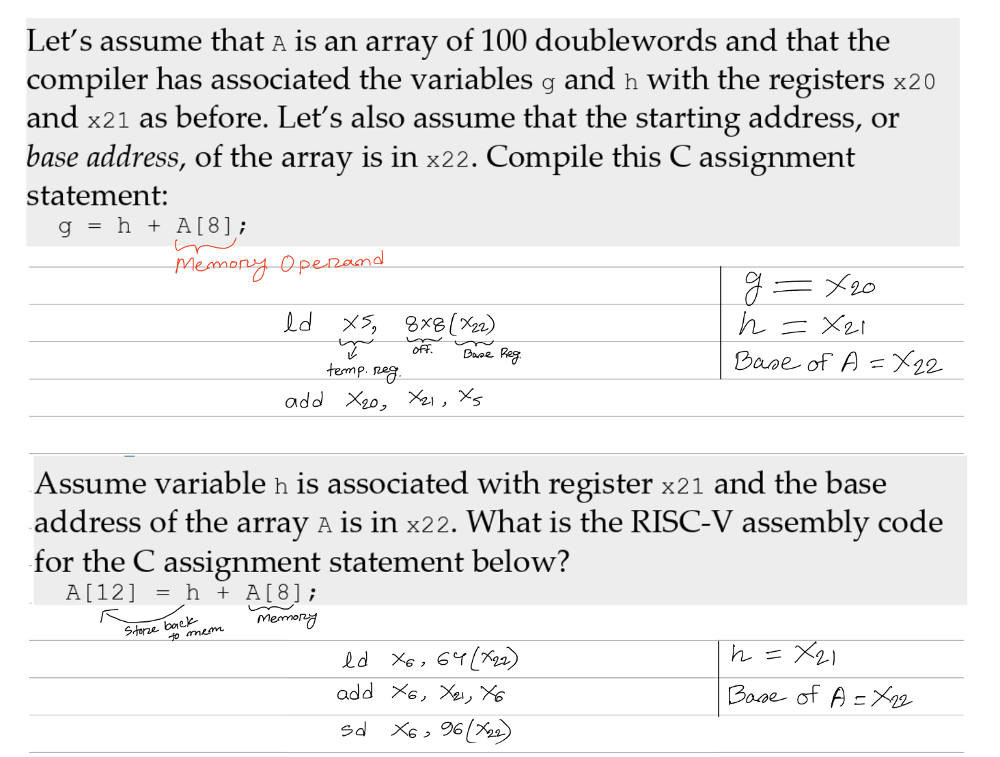 Let's assume that A is an array of 100 doublewords and that the
compiler has associated the variables g and h with the registers x20
and x21 as before. Let's also assume that the starting address, or
base address, of the array is in x22. Compile this C assignment
statement:
g = h + A[8];
Memory Operand
g = X20
ld X5, 8x8(X22)
h = X21
off. Base Reg.
temp. reg.
Base of A = X22
add X20, X21, X5
Assume variable h is associated with register x21 and the base
address of the array A is in x22. What is the RISC-V assembly code
for the C assignment statement below?
A[12] = h + A[8];
Store back
to mem
Memory
ld X6, 64(X22)
h = X21
add X6, X21, X6
Base of A = X22
sd X6, 96(X22)